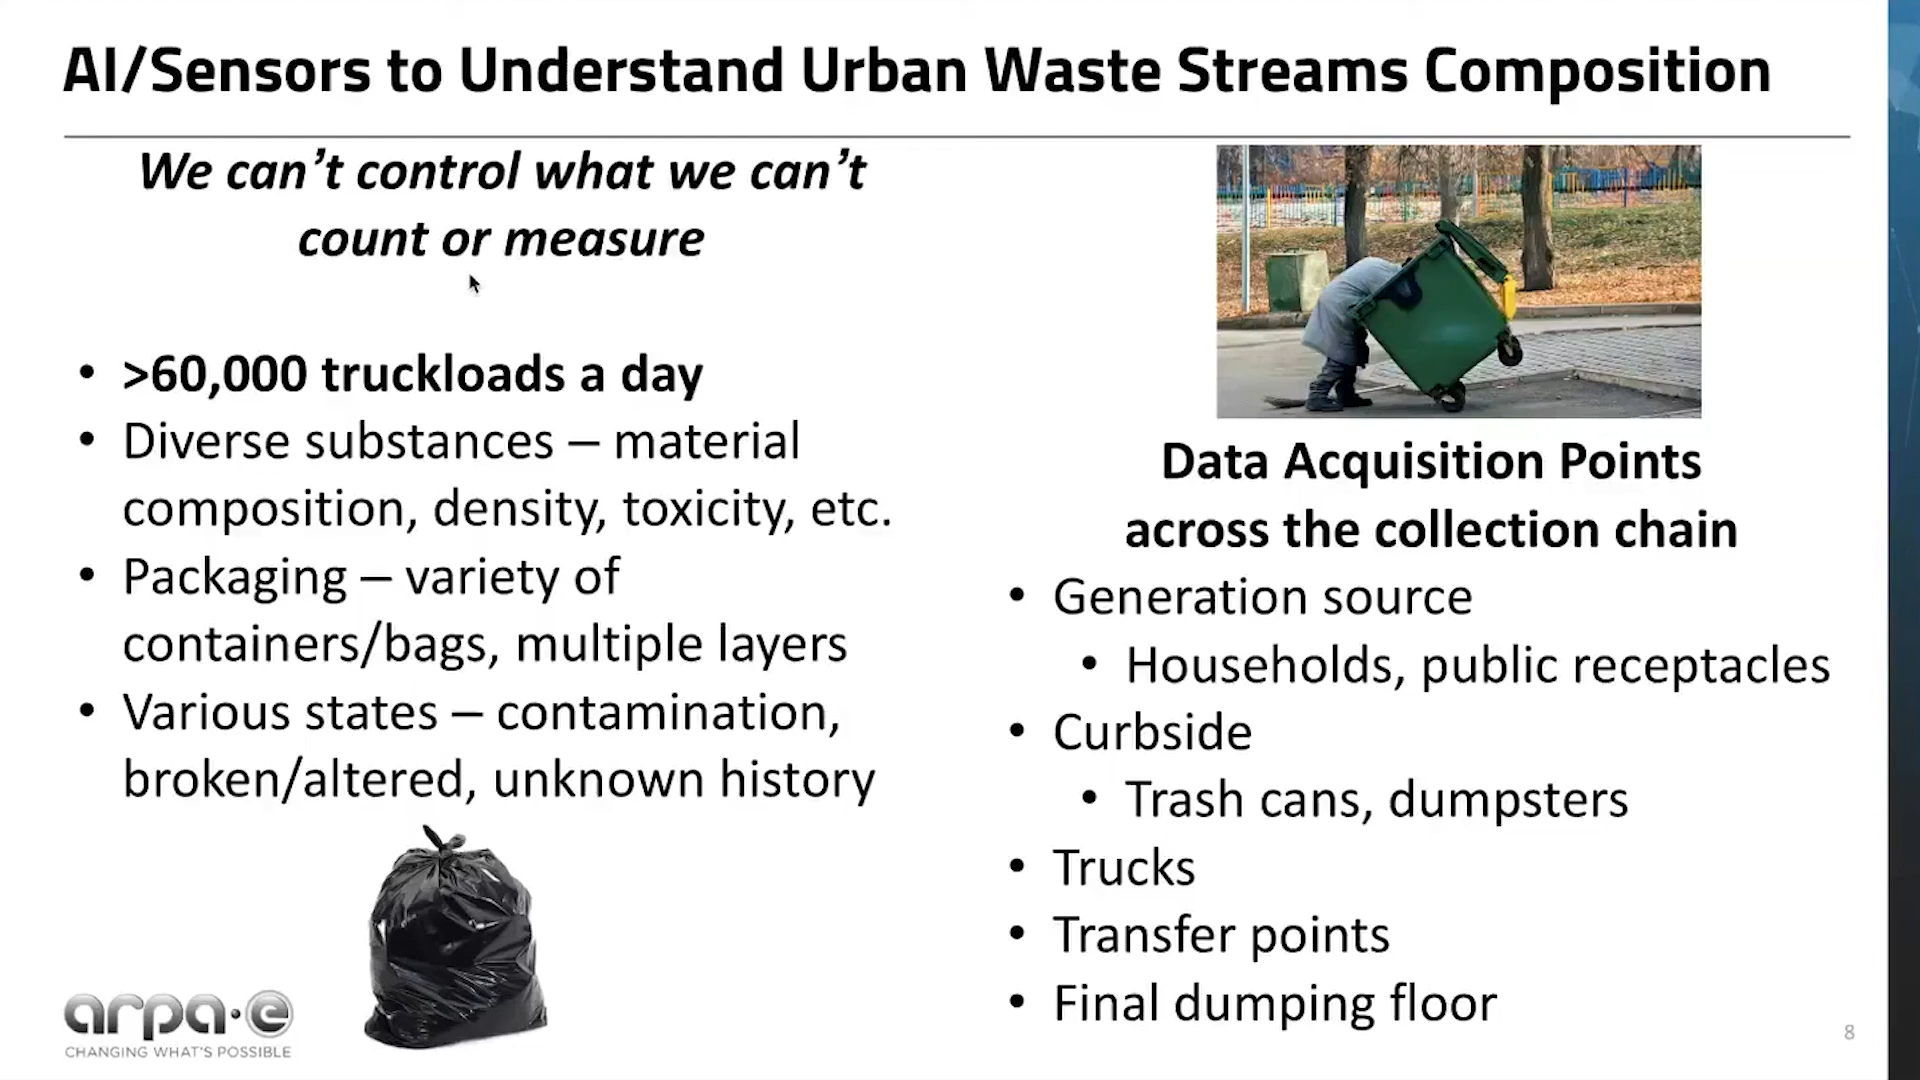 AI/Sensors to Understand Urban Waste Streams Composition
We can’t control what we can’t
count or measure
• >60,000 truckloads a day
• Diverse substances – material
composition, density, toxicity, etc.
• Packaging – variety of
containers/bags, multiple layers
• Various states – contamination,
broken/altered, unknown history
Data Acquisition Points
across the collection chain
• Generation source
• Households, public receptacles
• Curbside
• Trash cans, dumpsters
• Trucks
• Transfer points
• Final dumping floor
arpa·e
CHANGING WHAT'S POSSIBLE
8